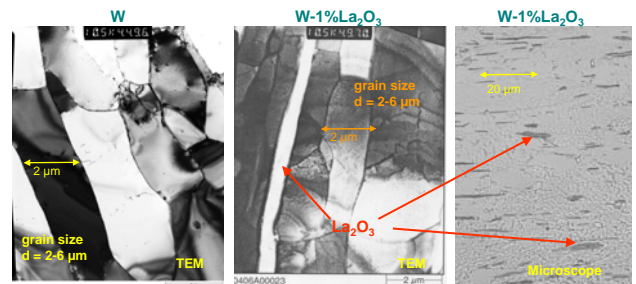 W
W-1%La₂O₃
W-1%La₂O₃
grain size
d = 2-6 µm
20 µm
2 µm
2 µm
La₂O₃
grain size
d = 2-6 µm
TEM
TEM
Microscope
0406A00023
2 µm